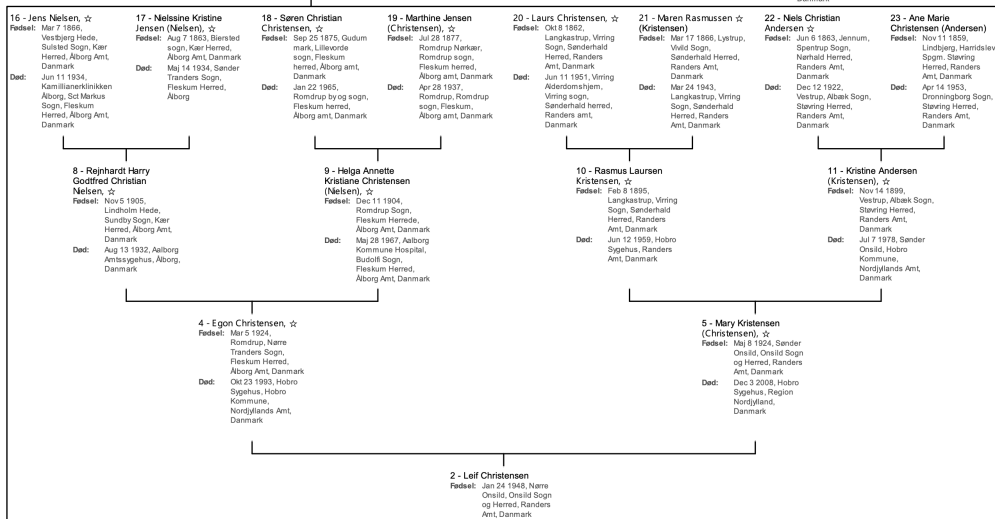 Danmark
16 - Jens Nielsen, ☆
Fødsel: Mar 7 1866,
Vestbjerg Hede,
Sulsted Sogn, Kær
Herred, Ålborg Amt,
Danmark
Død: Jun 11 1934,
Kamillianerklinikken
Ålborg, Sct Markus
Sogn, Fleskum
Herred, Ålborg Amt,
Danmark
17 - Nielssine Kristine
Jensen (Nielsen), ☆
Fødsel: Aug 7 1863, Biersted
sogn, Kær Herred,
Ålborg Amt, Danmark
Død: Maj 14 1934, Sønder
Tranders Sogn,
Fleskum Herred,
Ålborg
18 - Søren Christian
Christensen, ☆
Fødsel: Sep 25 1875, Gudum
mark, Lillevorde
sogn, Fleskum
herred, Ålborg amt,
Danmark
Død: Jan 22 1965,
Romdrup by og sogn,
Fleskum herred,
Ålborg amt, Danmark
19 - Marthine Jensen
(Christensen), ☆
Fødsel: Jul 28 1877,
Romdrup Nørkær,
Romdrup sogn,
Fleskum herred,
Ålborg amt, Danmark
Død: Apr 28 1937,
Romdrup, Romdrup
sogn, Fleskum,
Ålborg amt, Danmark
20 - Laurs Christensen, ☆
Fødsel: Okt 8 1862,
Langkastrup, Virring
Sogn, Sønderhald
Herred, Randers
Amt, Danmark
Død: Jun 11 1951, Virring
Alderdomshjem,
Virring sogn,
Sønderhald herred,
Randers amt,
Danmark
21 - Maren Rasmussen ☆
(Kristensen)
Fødsel: Mar 17 1866, Lystrup,
Vivild Sogn,
Sønderhald Herred,
Randers Amt,
Danmark
Død: Mar 24 1943,
Langkastrup, Virring
Sogn, Sønderhald
Herred, Randers
Amt, Danmark
22 - Niels Christian
Andersen ☆
Fødsel: Jun 6 1863, Jennum,
Spentrup Sogn,
Nørhald Herred,
Randers Amt,
Danmark
Død: Dec 12 1922,
Vestrup, Albæk Sogn,
Støvring Herred,
Randers Amt,
Danmark
23 - Ane Marie
Christensen (Andersen)
Fødsel: Nov 11 1859,
Lindbjerg, Harridslev
Spgm. Støvring
Herred, Randers
Amt, Danmark
Død: Apr 14 1953,
Dronningborg Sogn,
Støvring Herred,
Randers Amt,
Danmark
8 - Rejnhardt Harry
Godtfred Christian
Nielsen, ☆
Fødsel: Nov 5 1905,
Lindholm Hede,
Sundby Sogn, Kær
Herred, Ålborg Amt,
Danmark
Død: Aug 13 1932, Aalborg
Amtssygehus, Ålborg,
Danmark
9 - Helga Annette
Kristiane Christensen
(Nielsen), ☆
Fødsel: Dec 11 1904,
Romdrup Sogn,
Fleskum Herrede,
Ålborg Amt, Danmark
Død: Maj 28 1967, Aalborg
Kommune Hospital,
Budolfi Sogn,
Fleskum Herred,
Ålborg Amt, Danmark
10 - Rasmus Laursen
Kristensen, ☆
Fødsel: Feb 8 1895,
Langkastrup, Virring
Sogn, Sønderhald
Herred, Randers
Amt, Danmark
Død: Jun 12 1959, Hobro
Sygehus, Randers
Amt, Danmark
11 - Kristine Andersen
(Kristensen), ☆
Fødsel: Nov 14 1899,
Vestrup, Albæk Sogn,
Støvring Herred,
Randers Amt,
Danmark
Død: Jul 7 1978, Sønder
Onsild, Hobro
Kommune,
Nordjyllands Amt,
Danmark
4 - Egon Christensen, ☆
Fødsel: Mar 5 1924,
Romdrup, Nørre
Tranders Sogn,
Fleskum Herred,
Ålborg Amt, Danmark
Død: Okt 23 1993, Hobro
Sygehus, Hobro
Kommune,
Nordjyllands Amt,
Danmark
5 - Mary Kristensen
(Christensen), ☆
Fødsel: Maj 8 1924, Sønder
Onsild, Onsild Sogn
og Herred, Randers
Amt, Danmark
Død: Dec 3 2008, Hobro
Sygehus, Region
Nordjylland,
Danmark
2 - Leif Christensen
Fødsel: Jan 24 1948, Nørre
Onsild, Onsild Sogn
og Herred, Randers
Amt, Danmark